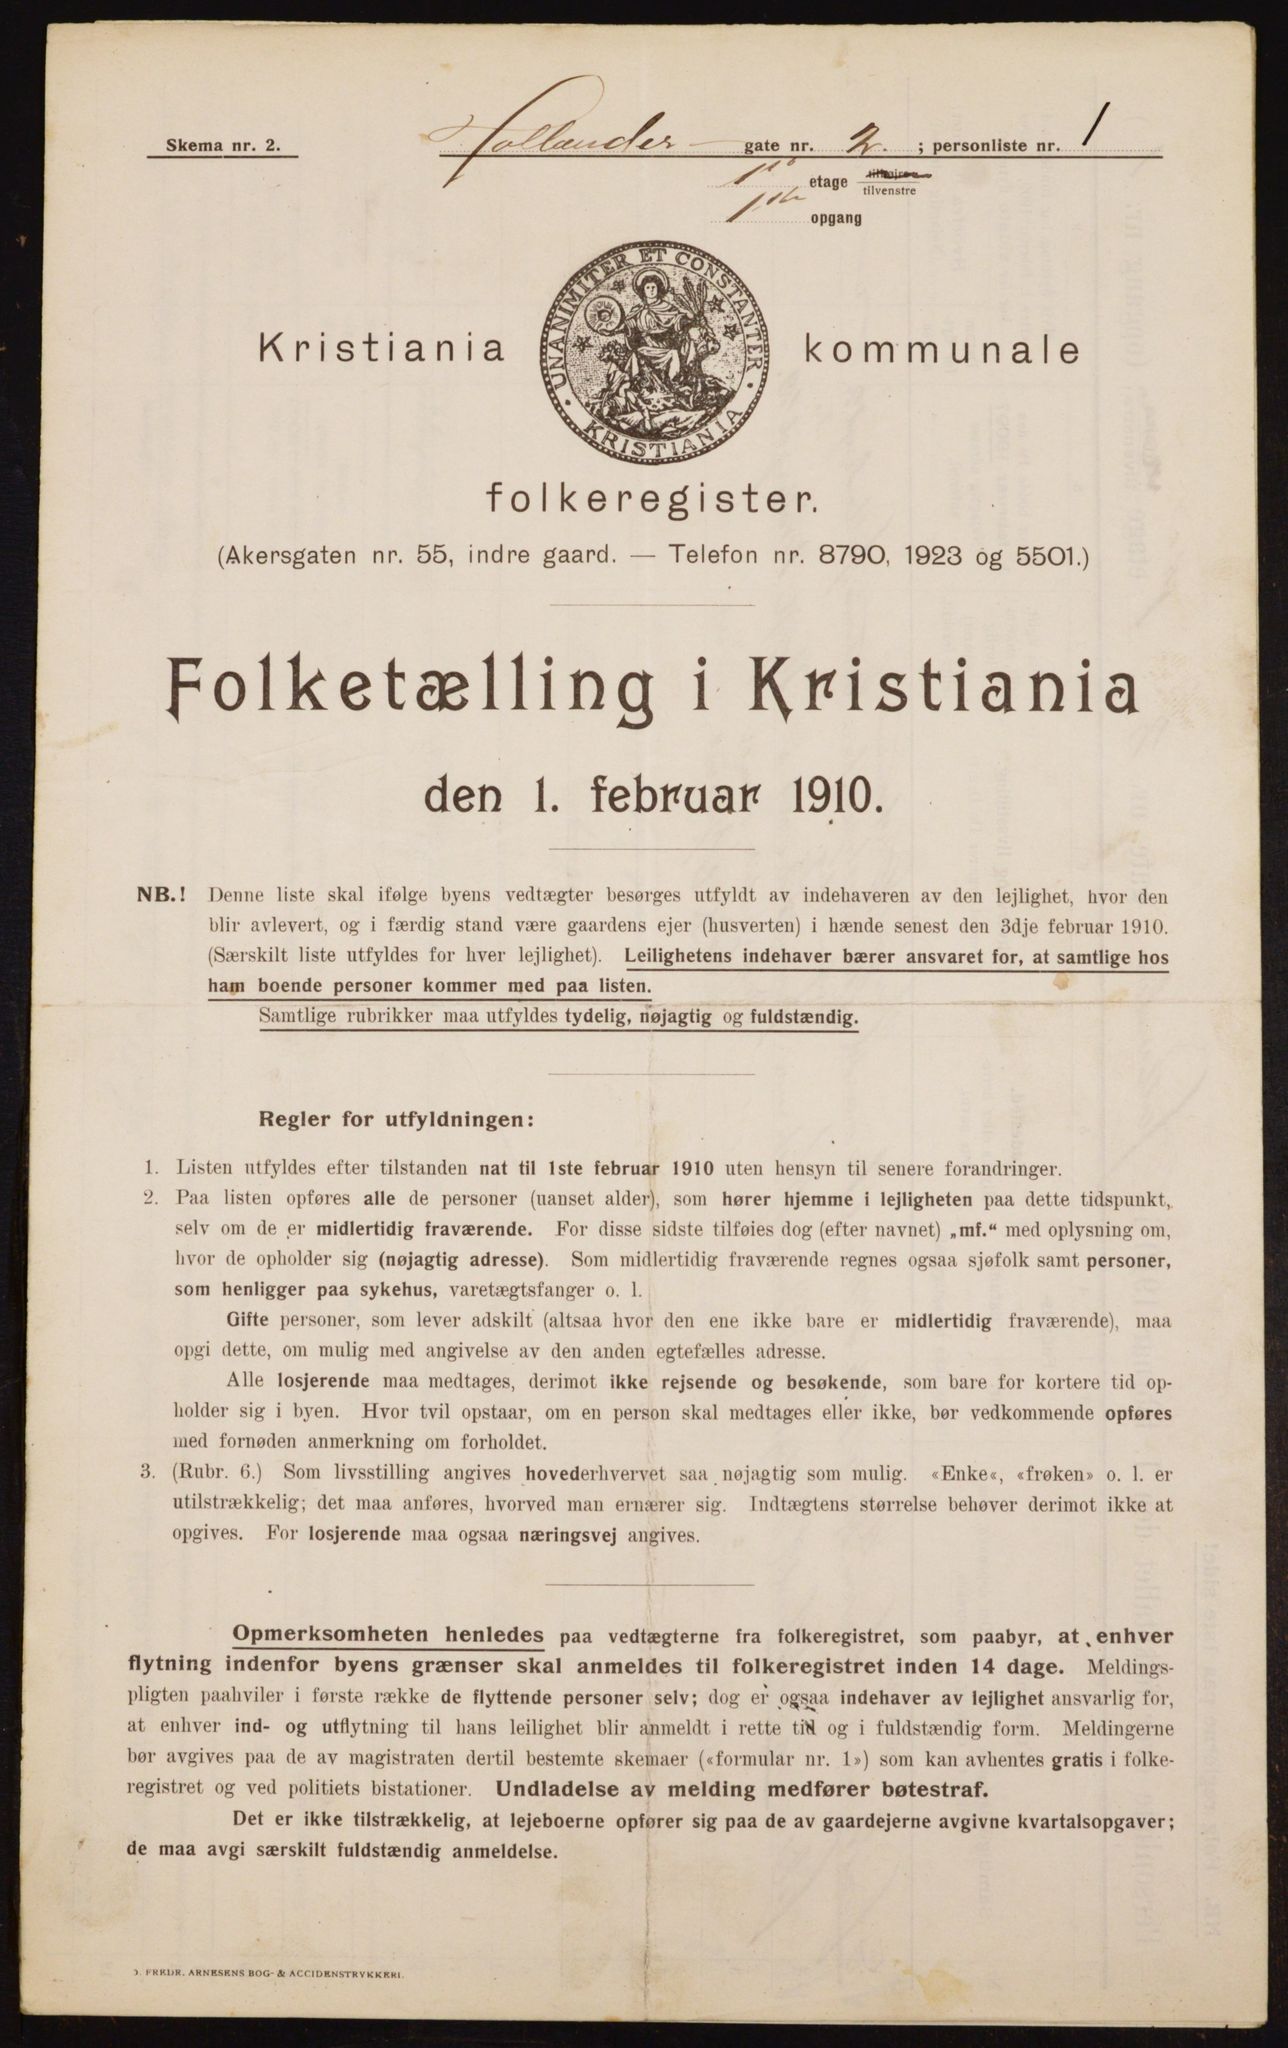 Skema nr. 2.
Hollander gate nr. 2. ; personliste nr. 1
1ste etage tilvenstre
1ste opgang
UNANIMITER ET CONSTANTER · KRISTIANIA ·
Kristiania kommunale
folkeregister.
(Akersgaten nr. 55, indre gaard. — Telefon nr. 8790, 1923 og 5501.)
Folketælling i Kristiania
den 1. februar 1910.
NB.! Denne liste skal ifølge byens vedtægter besørges utfyldt av indehaveren av den lejlighet, hvor den
blir avlevert, og i færdig stand være gaardens ejer (husverten) i hænde senest den 3dje februar 1910.
(Særskilt liste utfyldes for hver lejlighet). Leilighetens indehaver bærer ansvaret for, at samtlige hos
ham boende personer kommer med paa listen.
Samtlige rubrikker maa utfyldes tydelig, nøjagtig og fuldstændig.
Regler for utfyldningen:
1. Listen utfyldes efter tilstanden nat til 1ste februar 1910 uten hensyn til senere forandringer.
2. Paa listen opføres alle de personer (uanset alder), som hører hjemme i lejligheten paa dette tidspunkt,
selv om de er midlertidig fraværende. For disse sidste tilføies dog (efter navnet) „mf.“ med oplysning om,
hvor de opholder sig (nøjagtig adresse). Som midlertidig fraværende regnes ogsaa sjøfolk samt personer,
som henligger paa sykehus, varetægtsfanger o. l.
Gifte personer, som lever adskilt (altsaa hvor den ene ikke bare er midlertidig fraværende), maa
opgi dette, om mulig med angivelse av den anden egtefælles adresse.
Alle losjerende maa medtages, derimot ikke rejsende og besøkende, som bare for kortere tid op-
holder sig i byen. Hvor tvil opstaar, om en person skal medtages eller ikke, bør vedkommende opføres
med fornøden anmerkning om forholdet.
3. (Rubr. 6.) Som livsstilling angives hovederhvervet saa nøjagtig som mulig. «Enke«, «frøken» o. l. er
utilstrækkelig; det maa anføres, hvorved man ernærer sig. Indtægtens størrelse behøver derimot ikke at
opgives. For losjerende maa ogsaa næringsvej angives.
Opmerksomheten henledes paa vedtægterne fra folkeregistret, som paabyr, at enhver
flytning indenfor byens grænser skal anmeldes til folkeregistret inden 14 dage. Meldings-
pligten paahviler i første række de flyttende personer selv; dog er ogsaa indehaver av lejlighet ansvarlig for,
at enhver ind- og utflytning til hans leilighet blir anmeldt i rette tid og i fuldstændig form. Meldingerne
bør avgives paa de av magistraten dertil bestemte skemaer («formular nr. 1») som kan avhentes gratis i folke-
registret og ved politiets bistationer. Undladelse av melding medfører bøtestraf.
Det er ikke tilstrækkelig, at lejeboerne opfører sig paa de av gaardejerne avgivne kvartalsopgaver;
de maa avgi særskilt fuldstændig anmeldelse.
FREDR. ARNESENS BOG- & ACCIDENSTRYKKERI.